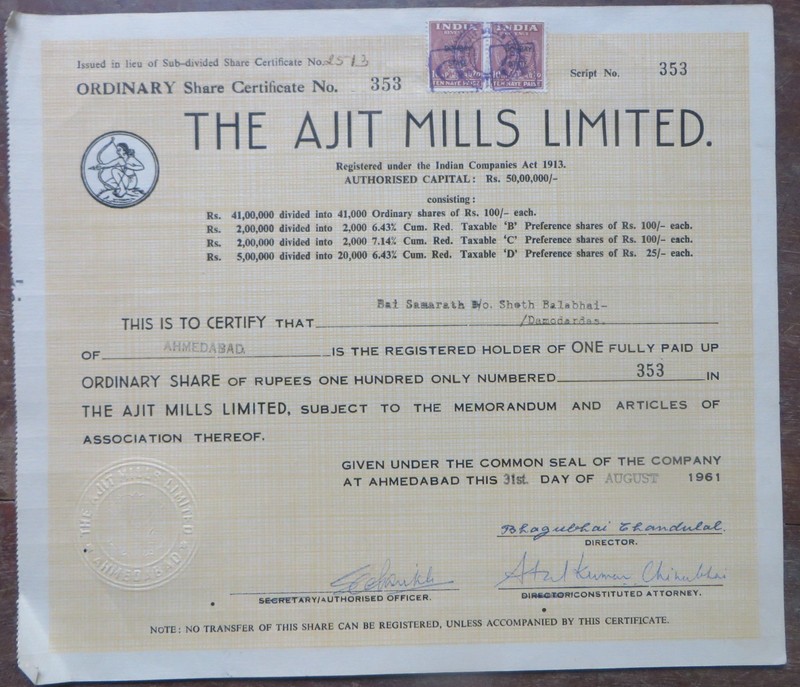 INDIA INDIA
TEN NAYE PAISE TEN NAYE PAISE
Issued in lieu of Sub-divided Share Certificate No. 2513
ORDINARY Share Certificate No. 353
Script No. 353
THE AJIT MILLS LIMITED.
Registered under the Indian Companies Act 1913.
AUTHORISED CAPITAL: Rs. 50,00,000/-
consisting:
Rs. 41,00,000 divided into 41,000 Ordinary shares of Rs. 100/- each.
Rs. 2,00,000 divided into 2,000 6.43% Cum. Red. Taxable 'B' Preference shares of Rs. 100/- each.
Rs. 2,00,000 divided into 2,000 7.14% Cum. Red. Taxable 'C' Preference shares of Rs. 100/- each.
Rs. 5,00,000 divided into 20,000 6.43% Cum. Red. Taxable 'D' Preference shares of Rs. 25/- each.
Bai Samarath W/o. Sheth Balabhai-
THIS IS TO CERTIFY THAT /Damodardas.
OF AHMEDABAD. IS THE REGISTERED HOLDER OF ONE FULLY PAID UP
ORDINARY SHARE OF RUPEES ONE HUNDRED ONLY NUMBERED 353 IN
THE AJIT MILLS LIMITED, SUBJECT TO THE MEMORANDUM AND ARTICLES OF
ASSOCIATION THEREOF.
GIVEN UNDER THE COMMON SEAL OF THE COMPANY
AT AHMEDABAD THIS 31st. DAY OF AUGUST 1961
THE AJIT MILLS LIMITED
AHMEDABAD
Bhagubhai Chandulal.
DIRECTOR.
Atul Kumar Chinubhai
SECRETARY/AUTHORISED OFFICER.
DIRECTOR/CONSTITUTED ATTORNEY.
NOTE: NO TRANSFER OF THIS SHARE CAN BE REGISTERED, UNLESS ACCOMPANIED BY THIS CERTIFICATE.